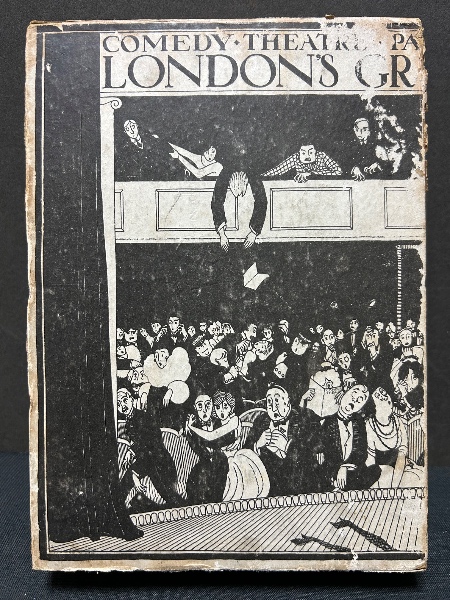 COMEDY · THEATRE · PA
LONDON'S GR